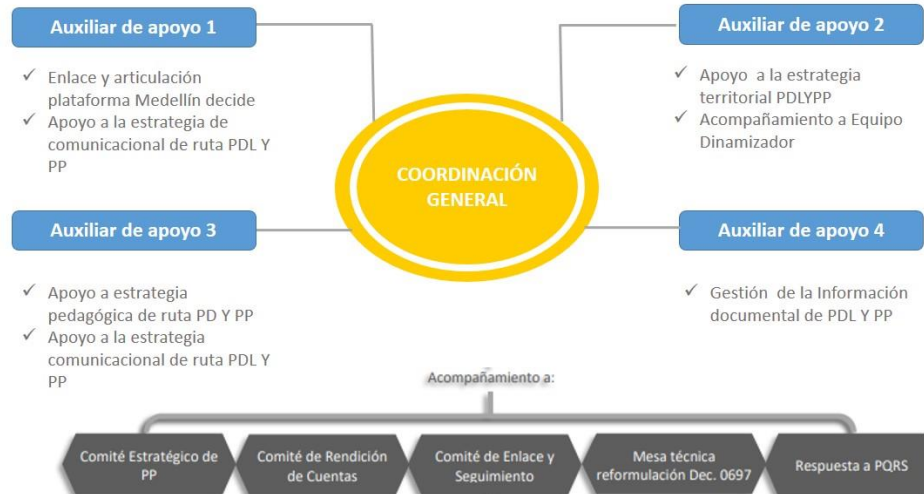 Auxiliar de apoyo 1
✓ Enlace y articulación
plataforma Medellín decide
✓ Apoyo a la estrategia de
comunicacional de ruta PDL Y
PP
Auxiliar de apoyo 2
✓ Apoyo a la estrategia
territorial PDLYPP
✓ Acompañamiento a Equipo
Dinamizador
COORDINACIÓN
GENERAL
Auxiliar de apoyo 3
✓ Apoyo a estrategia
pedagógica de ruta PD Y PP
✓ Apoyo a la estrategia
comunicacional de ruta PDL Y
PP
Auxiliar de apoyo 4
✓ Gestión de la Información
documental de PDL Y PP
Acompañamiento a:
Comité Estratégico de
PP
Comité de Rendición
de Cuentas
Comité de Enlace y
Seguimiento
Mesa técnica
reformulación Dec. 0697
Respuesta a PQRS